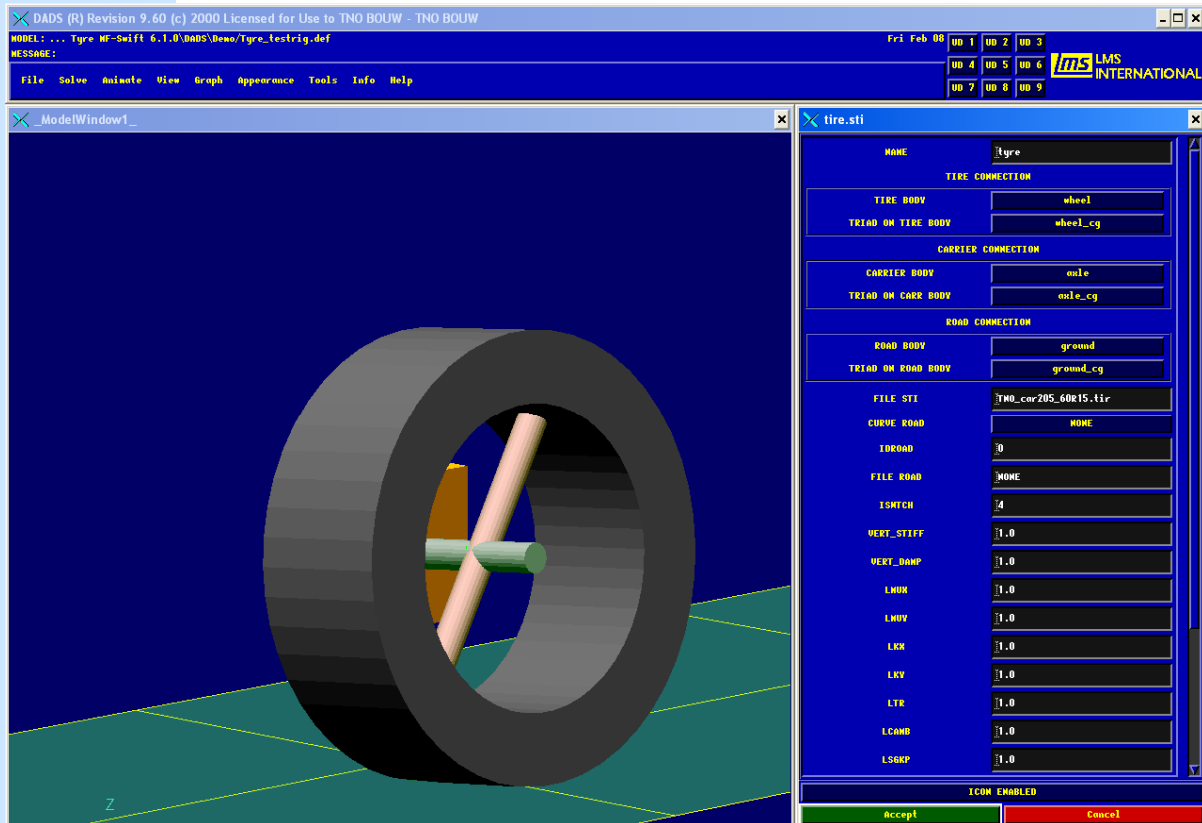 DADS (R) Revision 9.60 (c) 2000 Licensed for Use to TNO BOUW - TNO BOUW
MODEL: ... Tyre MF-Swift 6.1.0\DADS\Demo/Tyre_testrig.def Fri Feb 08
MESSAGE:
UD 1 UD 2 UD 3
File Solve Animate View Graph Appearance Tools Info Help
UD 4 UD 5 UD 6
UD 7 UD 8 UD 9
lms LMS INTERNATIONAL
_ModelWindow1_
Z
tire.sti
NAME tyre
TIRE CONNECTION
TIRE BODY wheel
TRIAD ON TIRE BODY wheel_cg
CARRIER CONNECTION
CARRIER BODY axle
TRIAD ON CARR BODY axle_cg
ROAD CONNECTION
ROAD BODY ground
TRIAD ON ROAD BODY ground_cg
FILE STI TNO_car205_60R15.tir
CURVE ROAD NONE
IDROAD 0
FILE ROAD NONE
ISWTCH 4
VERT_STIFF 1.0
VERT_DAMP 1.0
LMUX 1.0
LMUY 1.0
LKX 1.0
LKY 1.0
LTR 1.0
LCAMB 1.0
LSGKP 1.0
ICON ENABLED
Accept Cancel